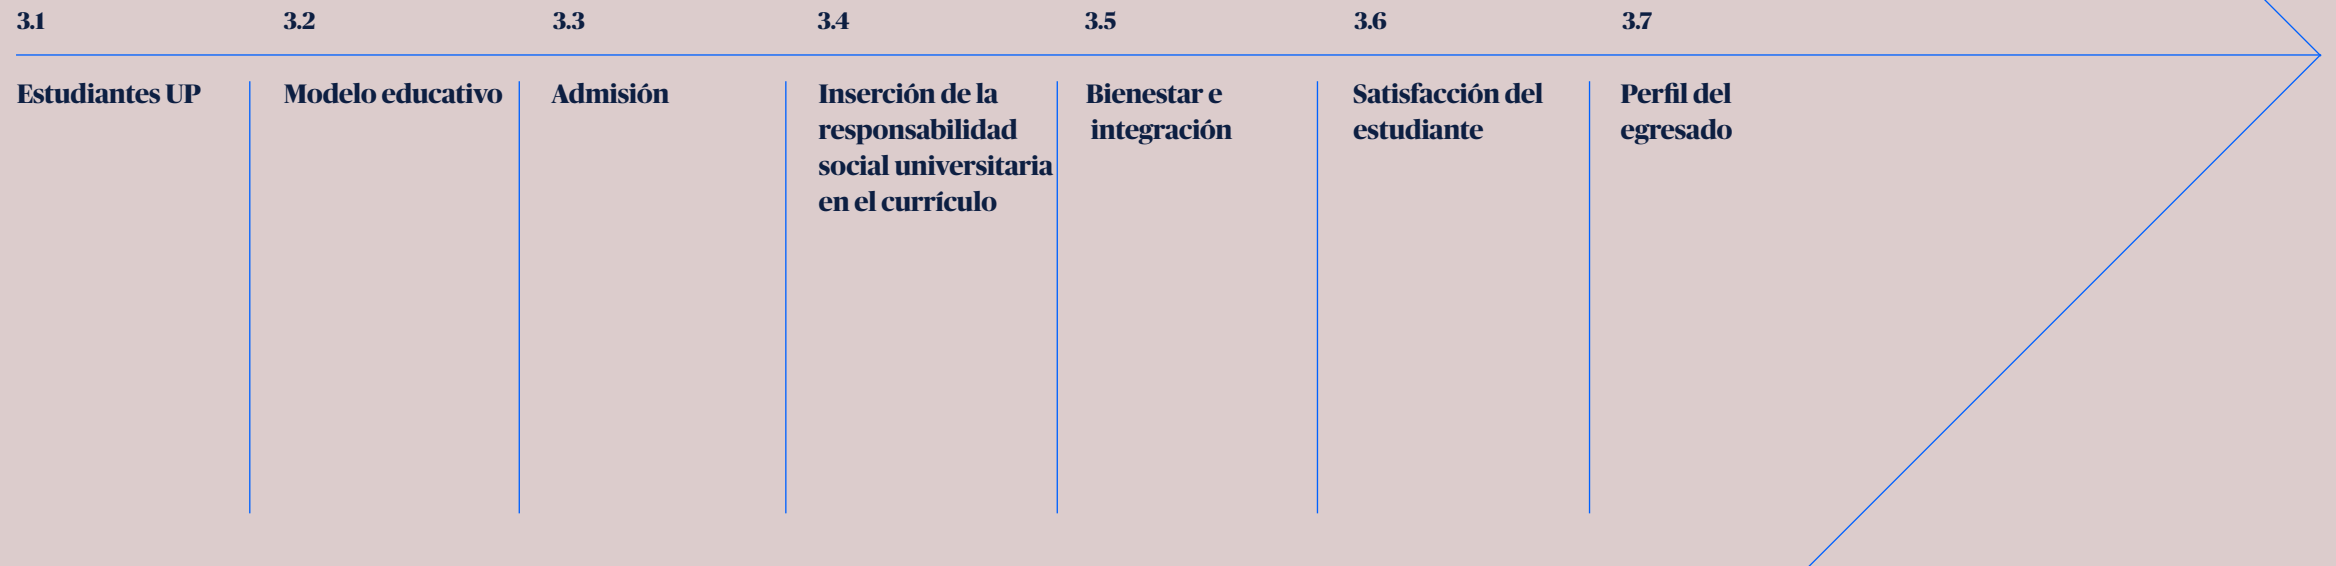 3.1
Estudiantes UP
3.2
Modelo educativo
3.3
Admisión
3.4
Inserción de la
responsabilidad
social universitaria
en el currículo
3.5
Bienestar e
integración
3.6
Satisfacción del
estudiante
3.7
Perfil del
egresado